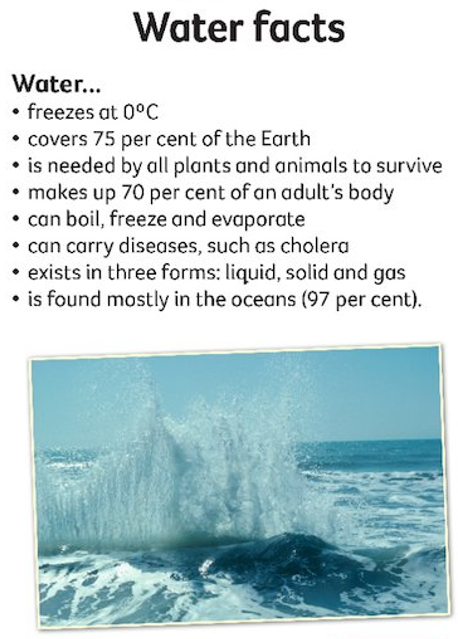 Water facts
Water...
• freezes at 0°C
• covers 75 per cent of the Earth
• is needed by all plants and animals to survive
• makes up 70 per cent of an adult's body
• can boil, freeze and evaporate
• can carry diseases, such as cholera
• exists in three forms: liquid, solid and gas
• is found mostly in the oceans (97 per cent).